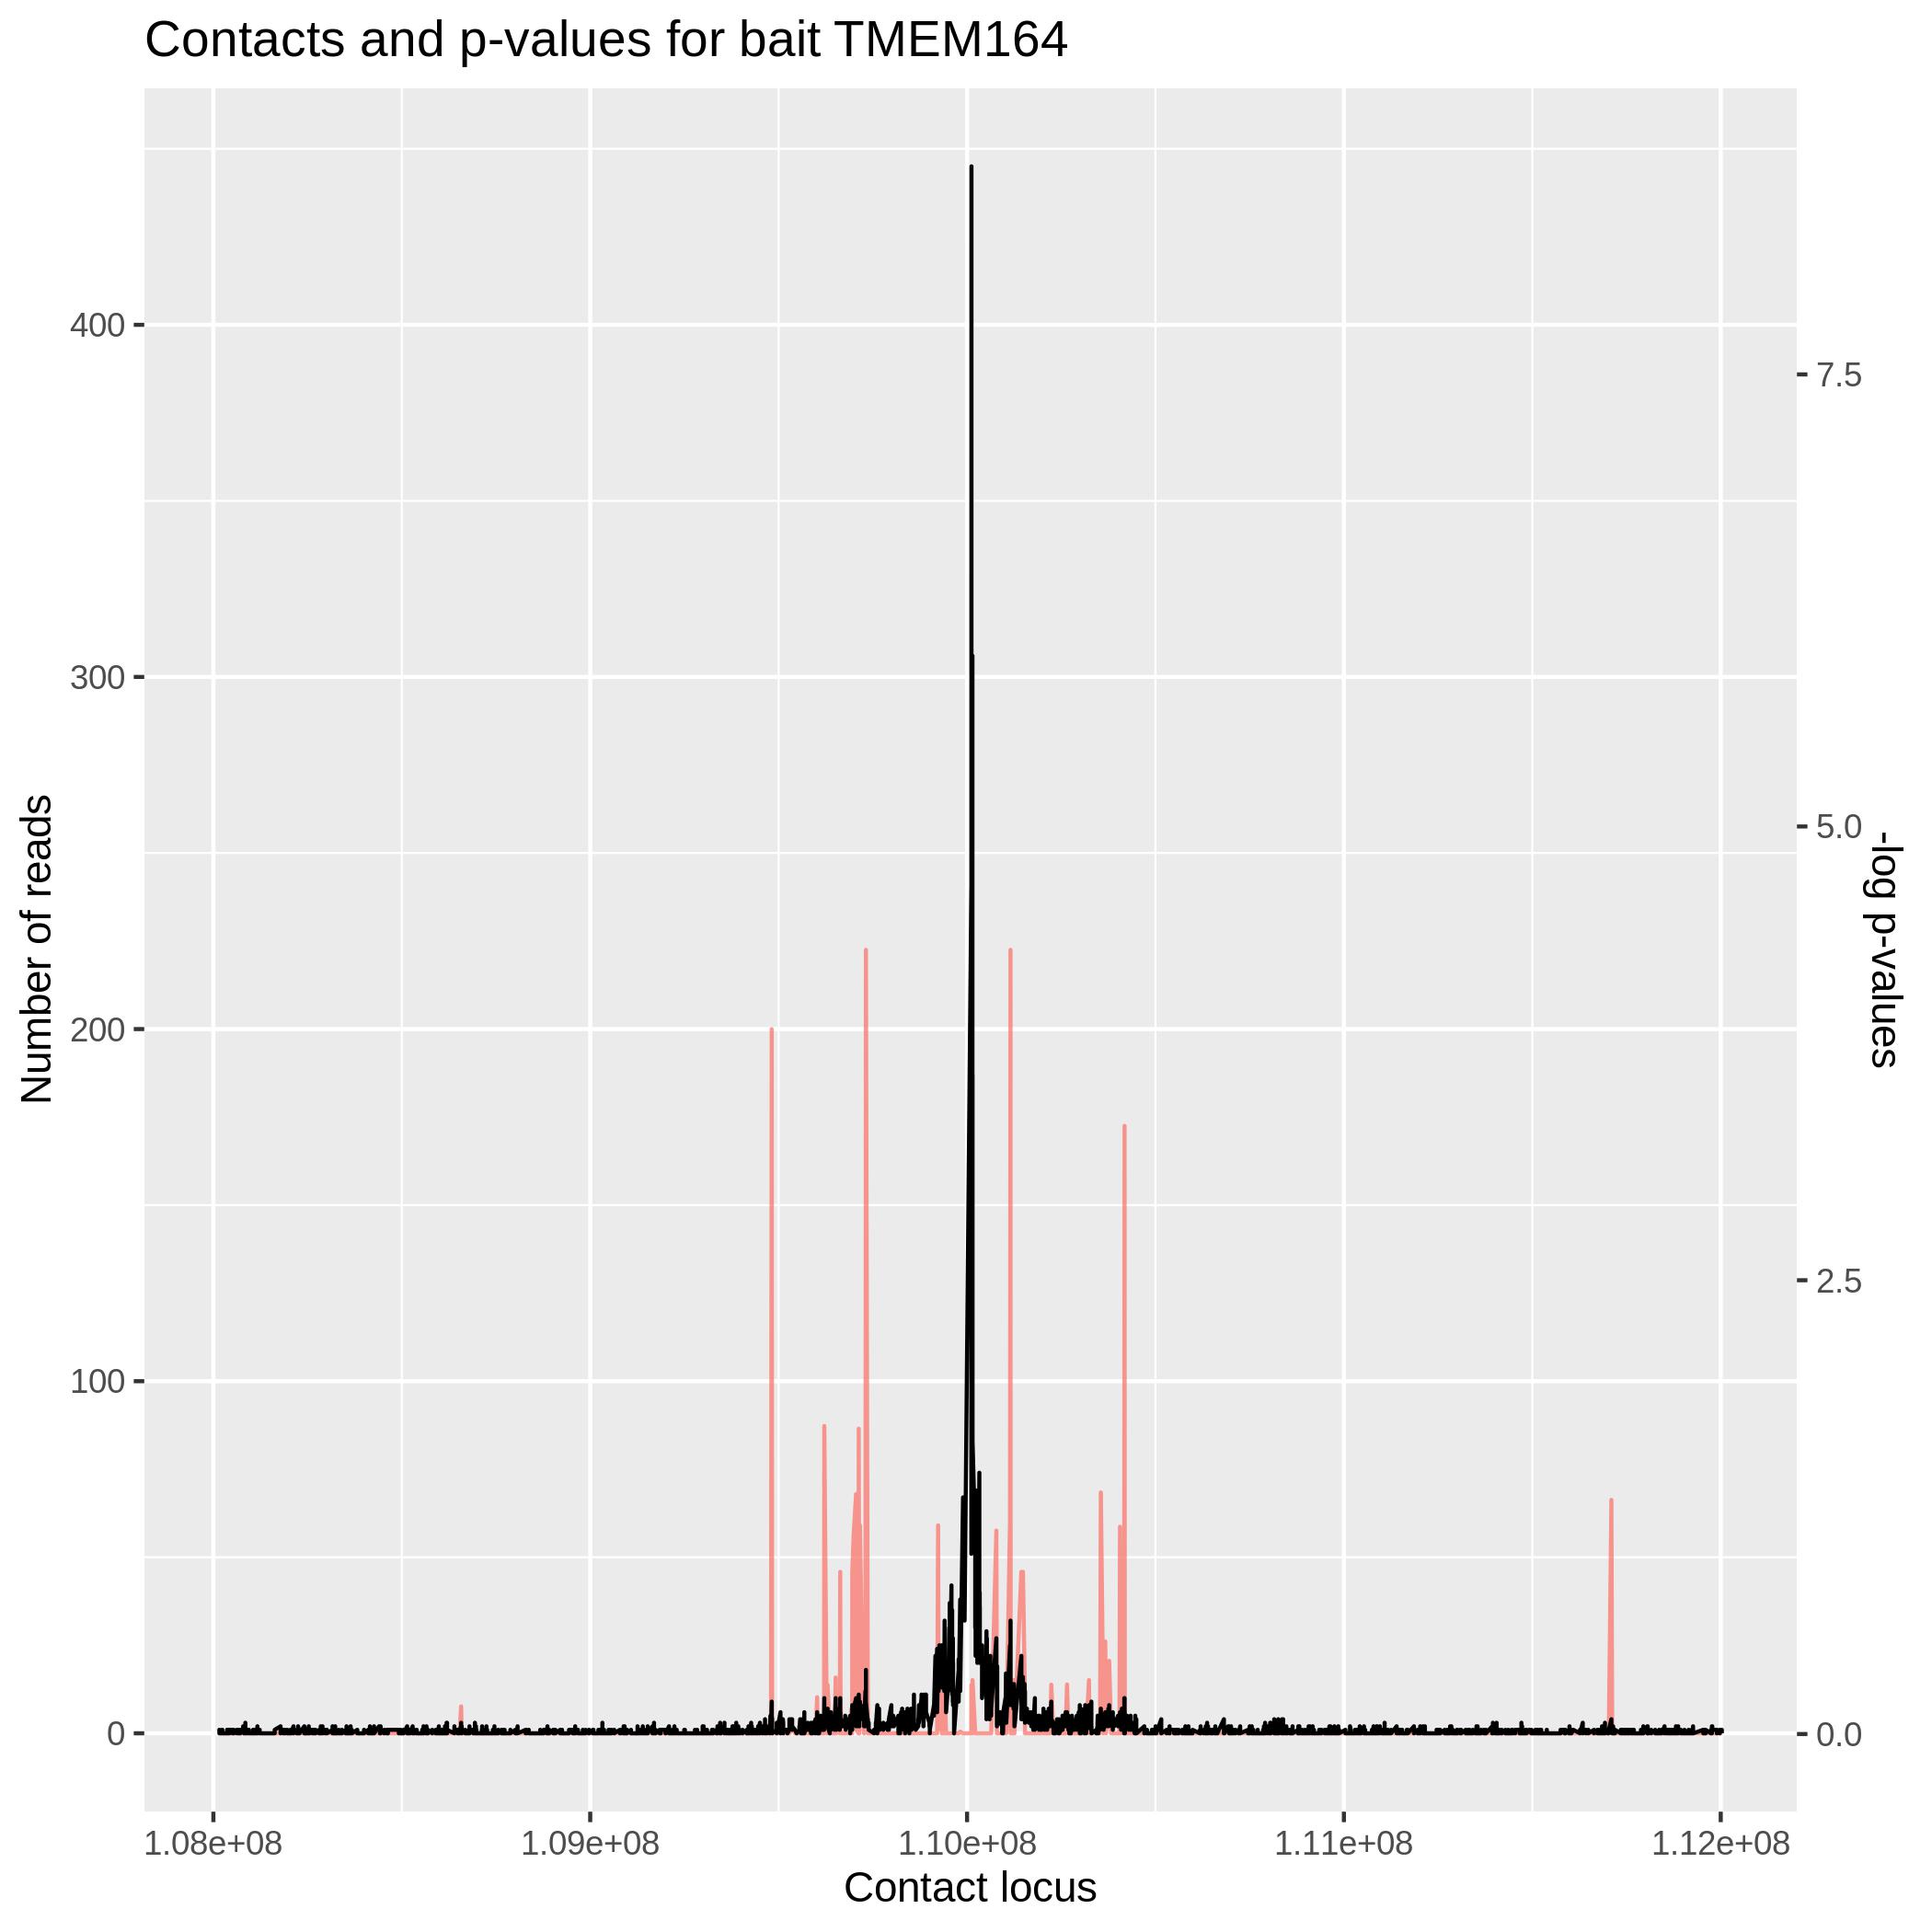 Contacts and p-values for bait TMEM164
Number of reads
400
300
200
100
0
7.5
5.0
2.5
0.0
-log p-values
1.08e+08
1.09e+08
1.10e+08
1.11e+08
1.12e+08
Contact locus